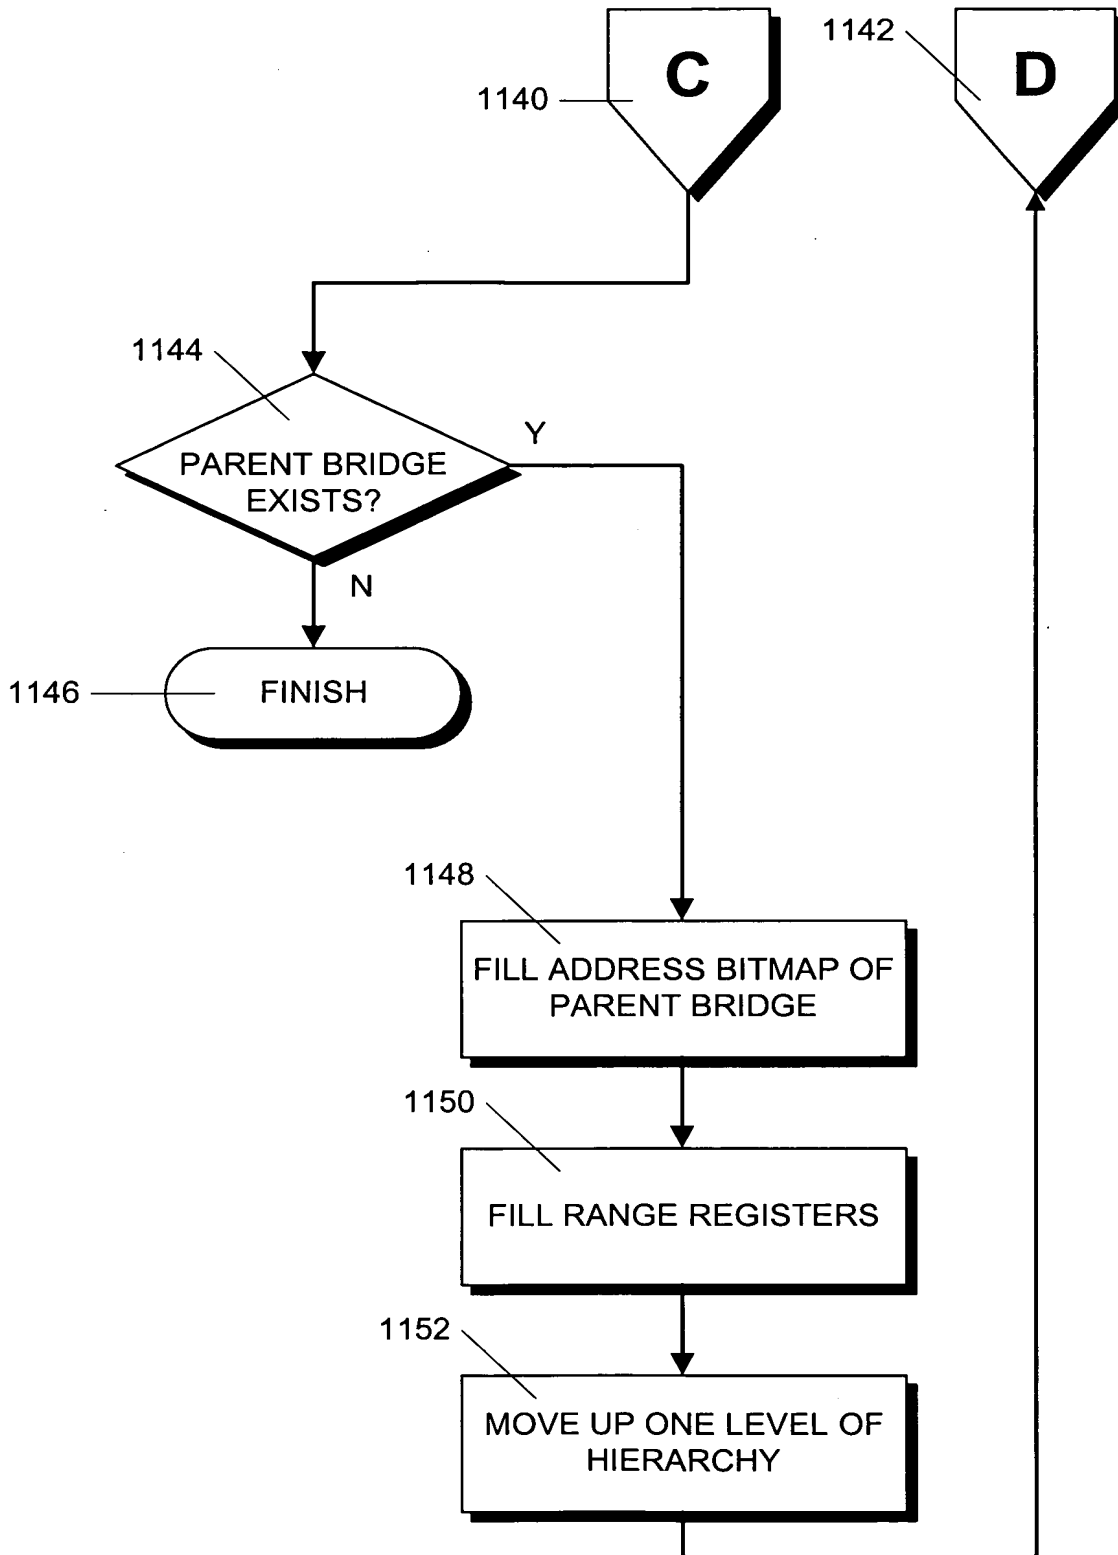 C
1142
D
1140
1144
Y
PARENT BRIDGE
EXISTS?
N
1146
FINISH
1148
FILL ADDRESS BITMAP OF
PARENT BRIDGE
1150
FILL RANGE REGISTERS
1152
MOVE UP ONE LEVEL OF
HIERARCHY